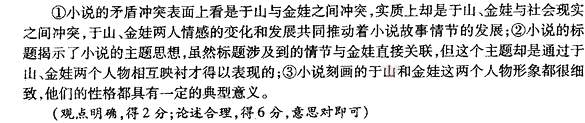 ①小说的矛盾冲突表面上看是于山与金娃之间冲突,实质上却是于山、金娃与社会现实
之间冲突,于山、金娃两人情感的变化和发展共同推动着小说故事情节的发展;②小说的标
题揭示了小说的主题思想,虽然标题涉及到的情节与金娃直接关联,但这个主题却是通过于
山、金娃两个人物相互映衬才得以表现的;③小说刻画的于山和金娃这两个人物形象都很细
致,他们的性格都具有一定的典型意义。
(观点明确,得2分;论述合理,得6分,意思对即可)